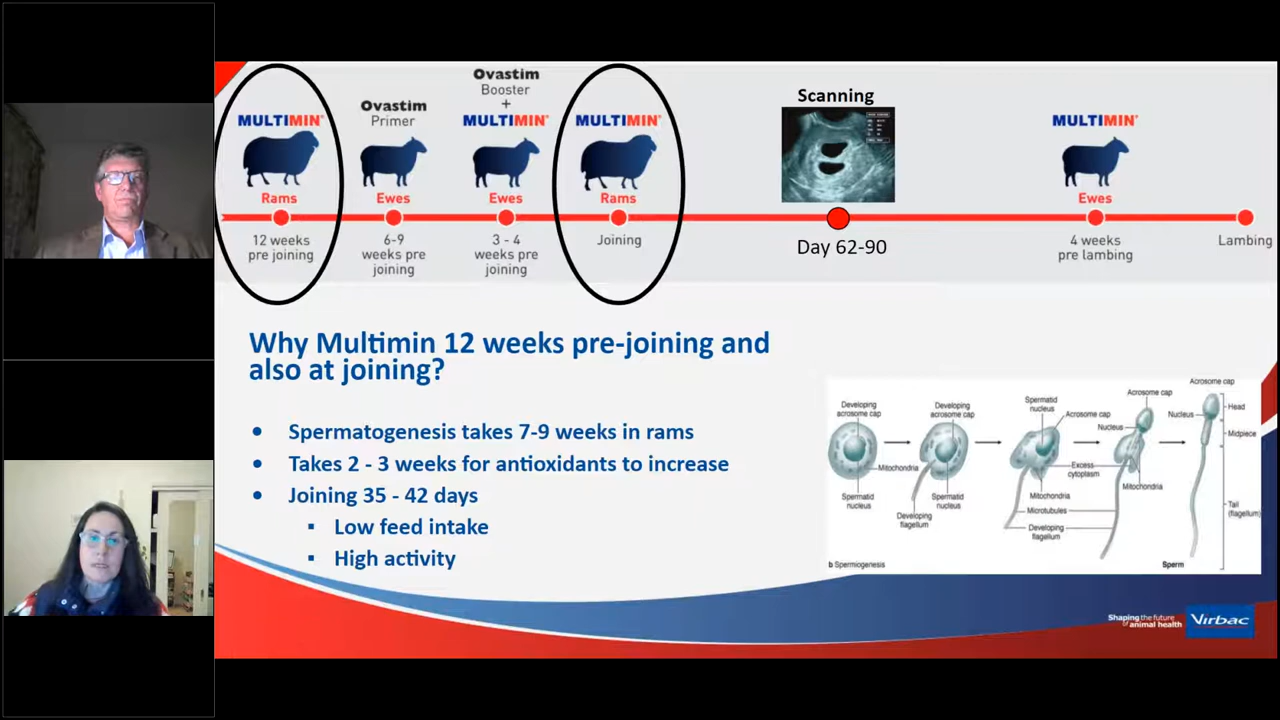 MULTIMIN®
Rams
12 weeks
pre joining
Ovastim
Primer
Ewes
6-9
weeks pre
joining
Ovastim
Booster
+
MULTIMIN®
Ewes
3 - 4
weeks pre
joining
MULTIMIN®
Rams
Joining
Scanning
Day 62-90
MULTIMIN®
Ewes
4 weeks
pre lambing
Lambing
Why Multimin 12 weeks pre-joining and
also at joining?
• Spermatogenesis takes 7-9 weeks in rams
• Takes 2 - 3 weeks for antioxidants to increase
• Joining 35 - 42 days
▪ Low feed intake
▪ High activity
Developing
acrosome cap
Mitochondria
Spermatid
nucleus
Developing
acrosome cap
Spermatid
nucleus
Developing
flagellum
Spermatid
nucleus
Acrosome cap
Excess
cytoplasm
Mitochondria
Microtubules
Developing
flagellum
Acrosome cap
Nucleus
Mitochondria
Acrosome cap
Nucleus
Head
Midpiece
Tail
(flagellum)
b Spermiogenesis
Sperm
Shaping the future
of animal health
Virbac